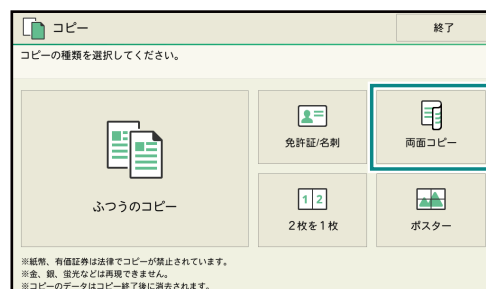 コピー
終了
コピーの種類を選択してください。
免許証/名刺
両面コピー
ふつうのコピー
1 2
2枚を1枚
ポスター
※紙幣、有価証券は法律でコピーが禁止されています。
※金、銀、蛍光などは再現できません。
※コピーのデータはコピー終了後に消去されます。